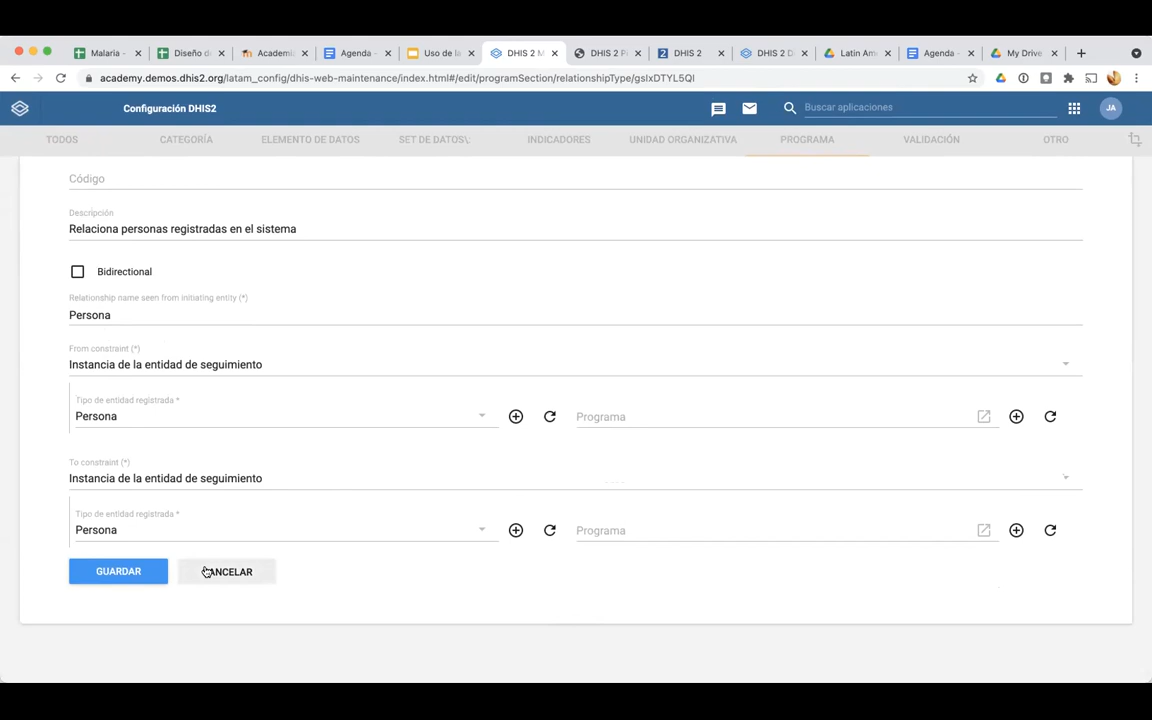 Malaria -
Diseño d
Academi
Agenda -
Uso de la
DHIS 2 M
DHIS 2 P
DHIS 2
DHIS 2 D
Latin Am
Agenda -
My Drive
academy.demos.dhis2.org/latam_config/dhis-web-maintenance/index.html#/edit/programSection/relationshipType/gsIxDTYL5QI
Configuración DHIS2
Buscar aplicaciones
JA
TODOS
CATEGORÍA
ELEMENTO DE DATOS
SET DE DATOS\;
INDICADORES
UNIDAD ORGANIZATIVA
PROGRAMA
VALIDACIÓN
OTRO
Código
Descripción
Relaciona personas registradas en el sistema
Bidirectional
Relationship name seen from initiating entity (*)
Persona
From constraint (*)
Instancia de la entidad de seguimiento
Tipo de entidad registrada *
Persona
Programa
To constraint (*)
Instancia de la entidad de seguimiento
Tipo de entidad registrada *
Persona
Programa
GUARDAR
CANCELAR